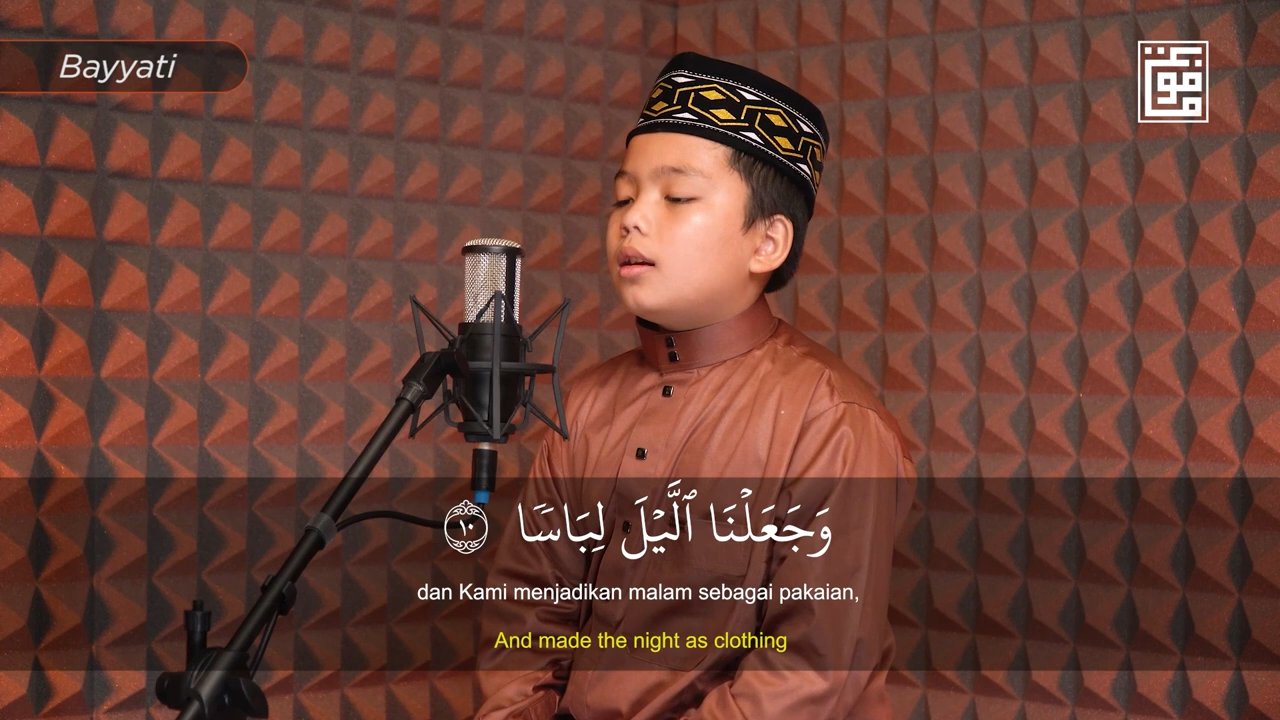 Bayyati
وَجَعَلْنَا ٱلَّيْلَ لِبَاسًا ١٠
dan Kami menjadikan malam sebagai pakaian,
And made the night as clothing